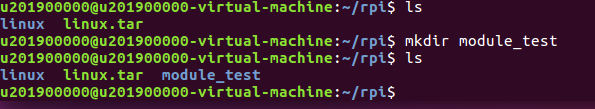 u201900000@u201900000-virtual-machine:~/rpi$ ls
linux  linux.tar
u201900000@u201900000-virtual-machine:~/rpi$ mkdir module_test
u201900000@u201900000-virtual-machine:~/rpi$ ls
linux  linux.tar  module_test
u201900000@u201900000-virtual-machine:~/rpi$